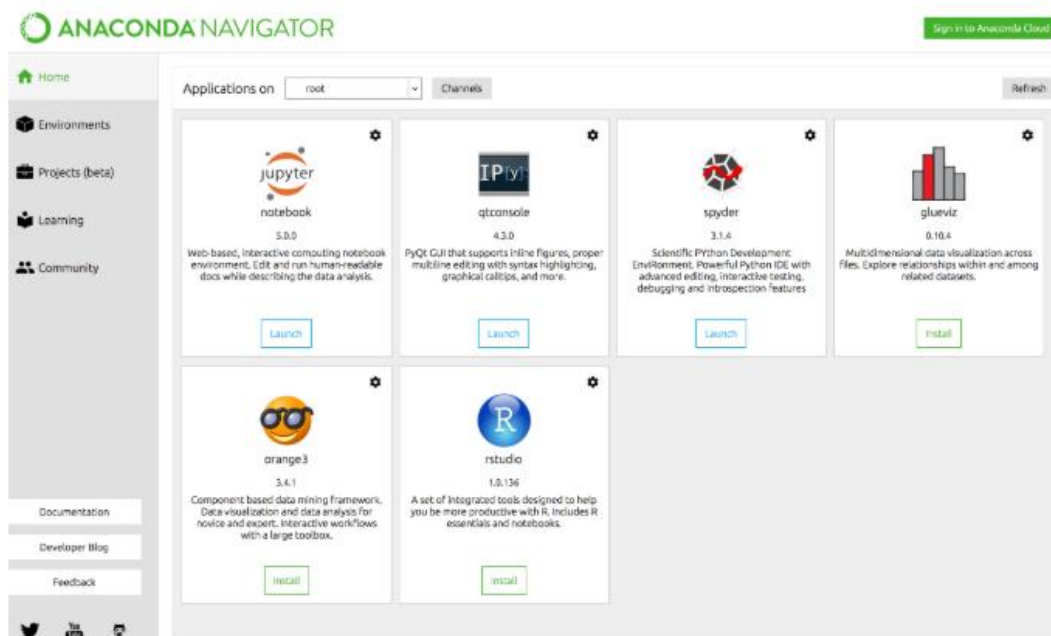 ANACONDA NAVIGATOR
Sign in to Anaconda Cloud
Home
Environments
Projects (beta)
Learning
Community
Documentation
Developer Blog
Feedback
You
Applications on
root
Channels
Refresh
jupyter
notebook
5.0.0
Web-based, interactive computing notebook
environment. Edit and run human-readable
docs while describing the data analysis.
Launch
IP[y]:
qtconsole
4.3.0
PyQt GUI that supports inline figures, proper
multiline editing with syntax highlighting,
graphical calltips, and more.
Launch
spyder
3.1.4
Scientific PYthon Development
EnviRonment. Powerful Python IDE with
advanced editing, interactive testing,
debugging and introspection features
Launch
glueviz
0.10.4
Multidimensional data visualization across
files. Explore relationships within and among
related datasets.
Install
orange3
3.4.1
Component based data mining framework.
Data visualization and data analysis for
novice and expert. Interactive workflows
with a large toolbox.
Install
R
rstudio
1.0.136
A set of integrated tools designed to help
you be more productive with R. Includes R
essentials and notebooks.
Install